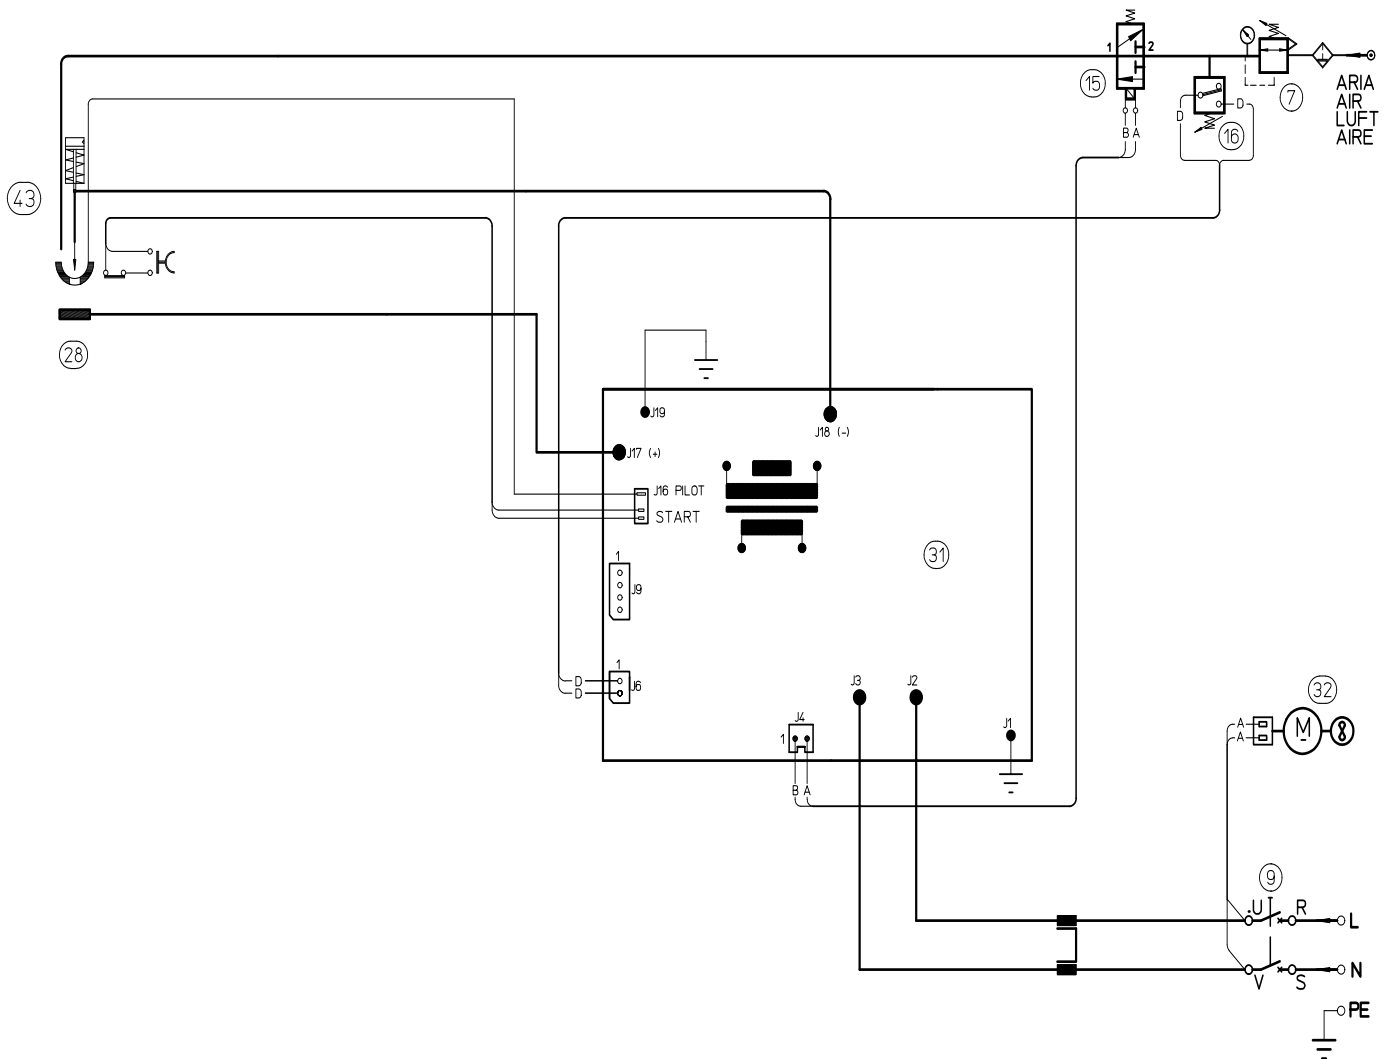 1
2
15
7
ARIA
AIR
LUFT
AIRE
D
D
16
B A
43
28
J19
J18 (-)
J17 (+)
J16 PILOT
START
31
1
J9
1
D
D
J6
J3
J2
J4
1
J1
B A
32
A
A
M
9
.U
R
L
N
V
S
PE